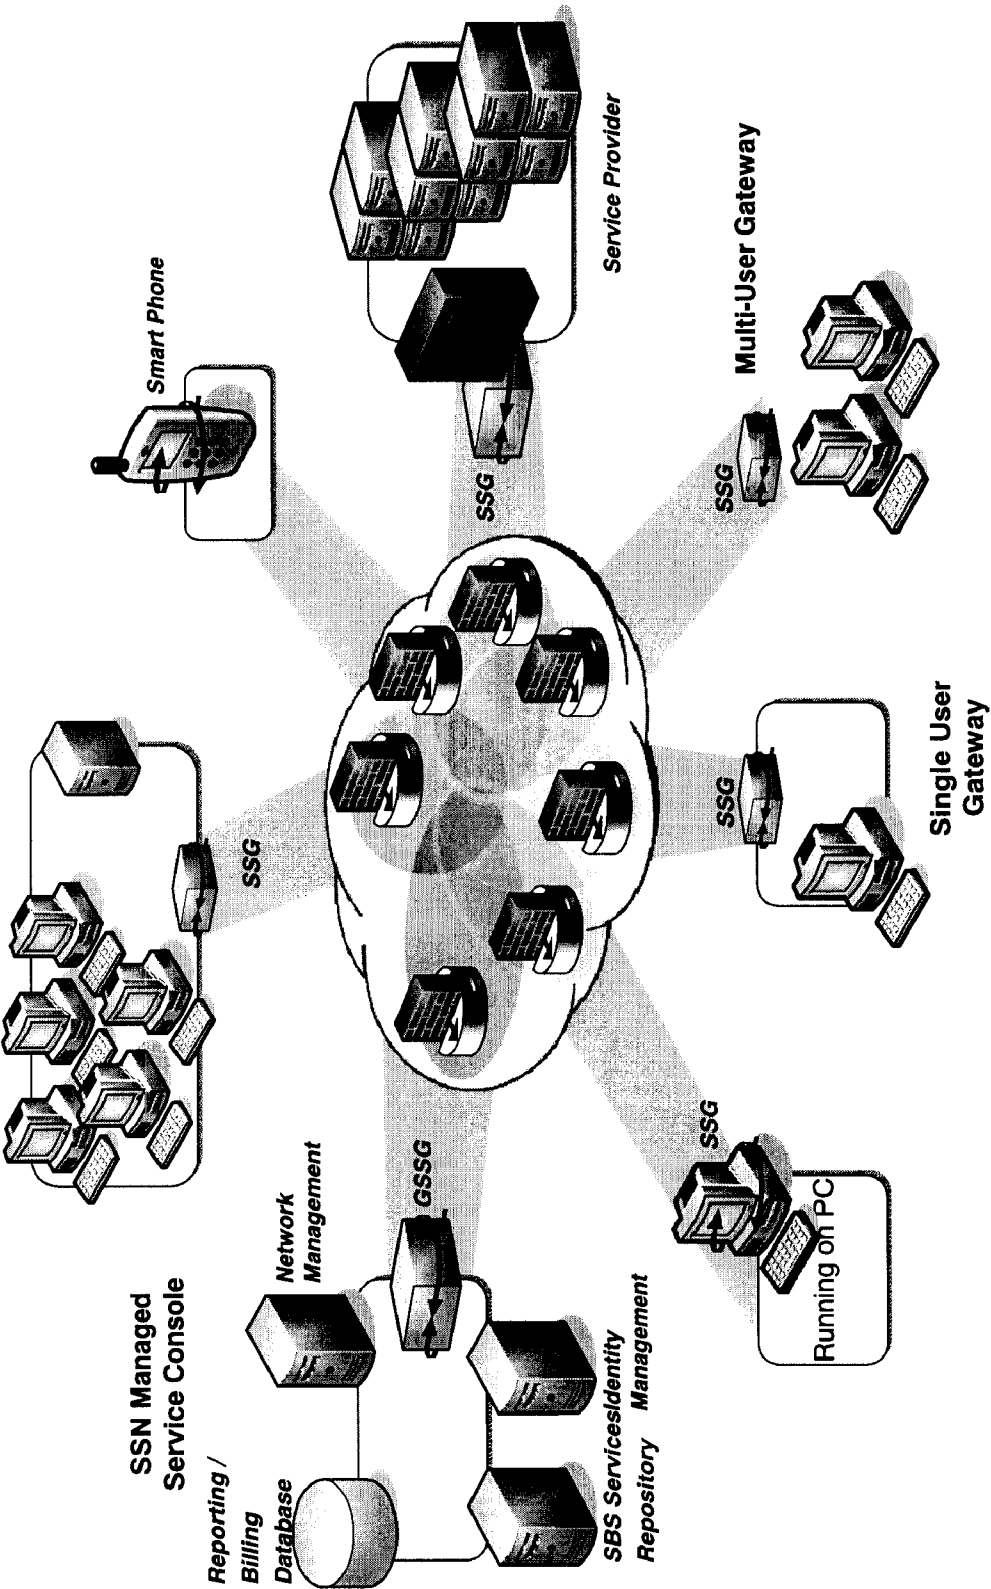 SSN Managed
Service Console
Reporting /
Billing
Database
Network
Management
GSSG
SBS Services
Repository
Identity
Management
SSG
Smart Phone
SSG
Service Provider
SSG
Running on PC
SSG
Single User
Gateway
SSG
Multi-User Gateway